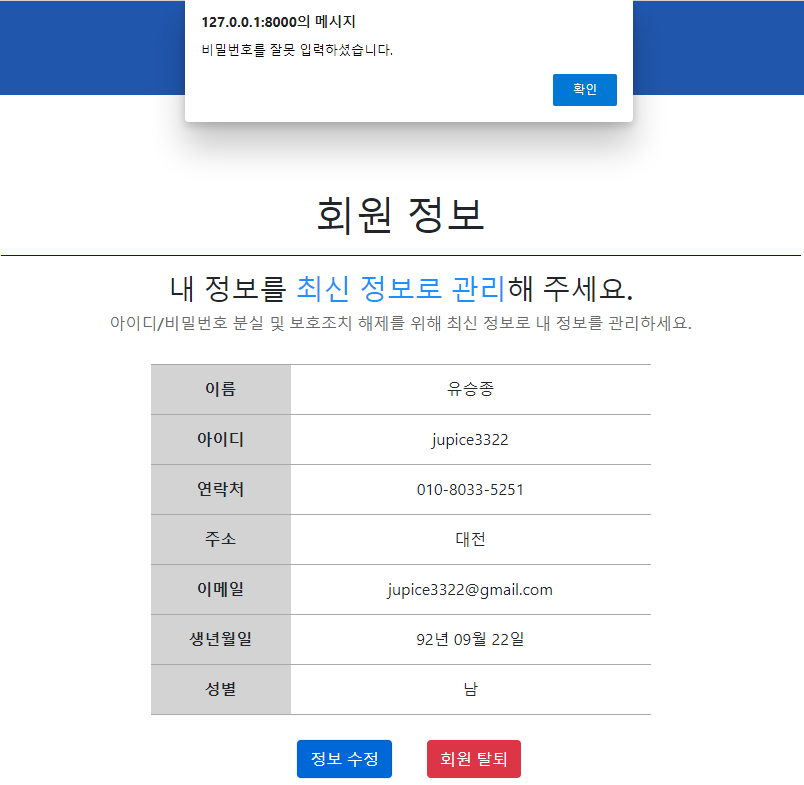 127.0.0.1:8000의 메시지
비밀번호를 잘못 입력하셨습니다.
확인
회원 정보
내 정보를 최신 정보로 관리해 주세요.
아이디/비밀번호 분실 및 보호조치 해제를 위해 최신 정보로 내 정보를 관리하세요.
이름 유승종
아이디 jupice3322
연락처 010-8033-5251
주소 대전
이메일 jupice3322@gmail.com
생년월일 92년 09월 22일
성별 남
정보 수정 회원 탈퇴